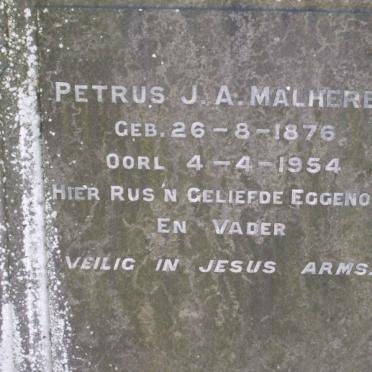 PETRUS J. A. MALHERB
GEB. 26-8-1876
OORL 4-4-1954
HIER RUS 'N GELIEFDE EGGENO
EN VADER
VEILIG IN JESUS ARMS.